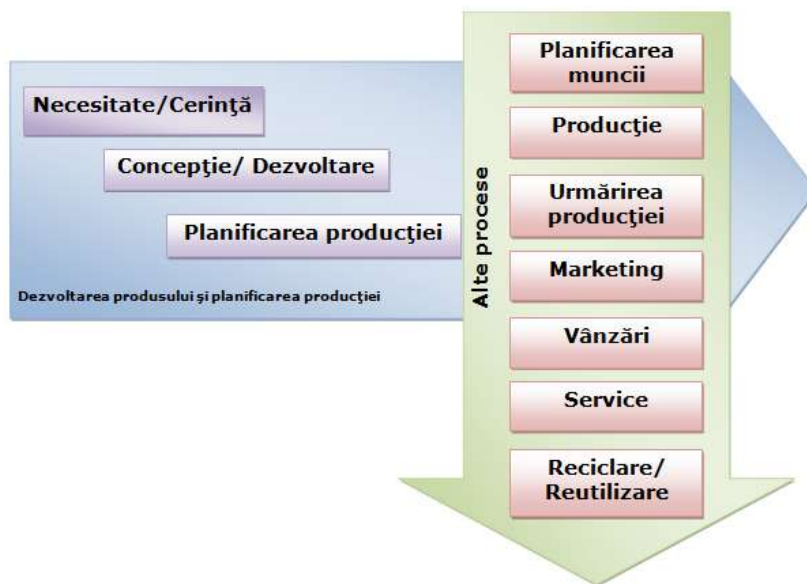 Necesitate/Cerinţă
Concepţie/ Dezvoltare
Planificarea producţiei
Dezvoltarea produsului şi planificarea producţiei
Alte procese
Planificarea
muncii
Producţie
Urmărirea
producţiei
Marketing
Vânzări
Service
Reciclare/
Reutilizare